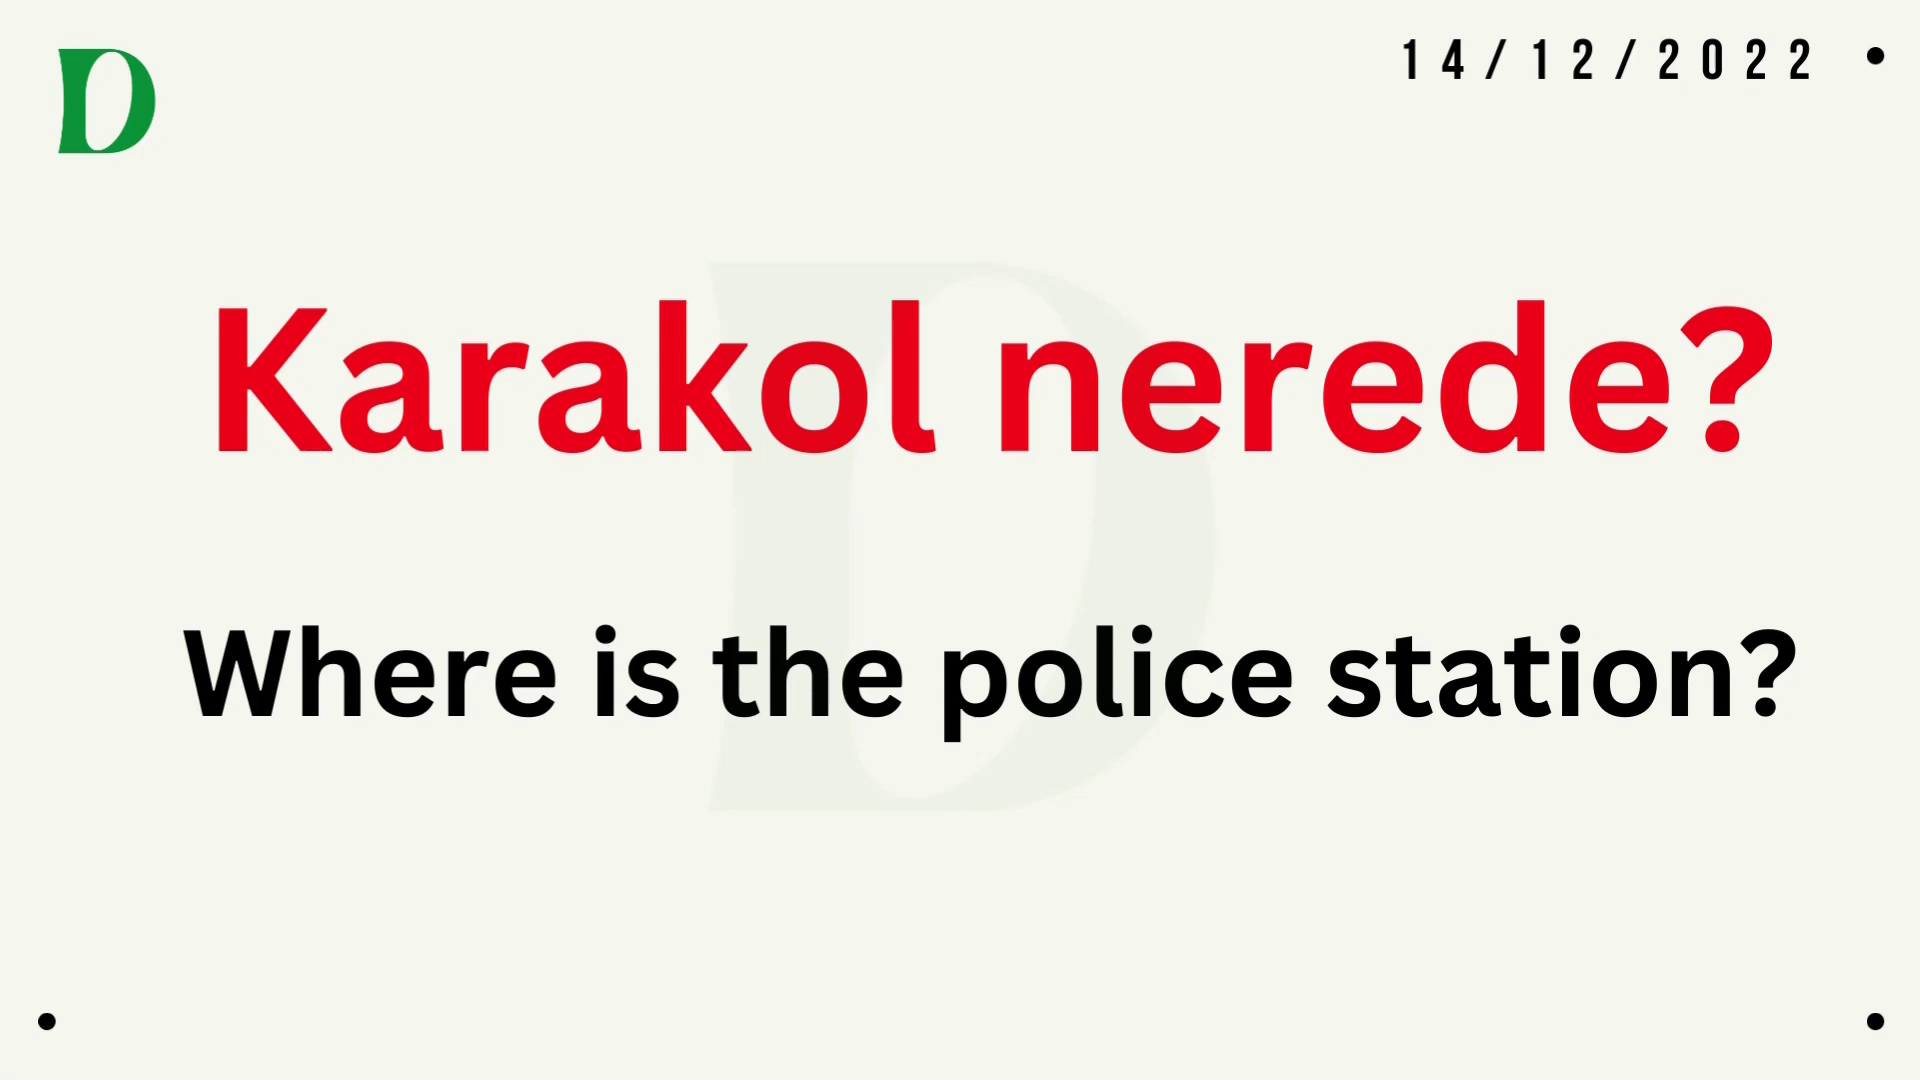 D
14/12/2022
Karakol nerede?
Where is the police station?